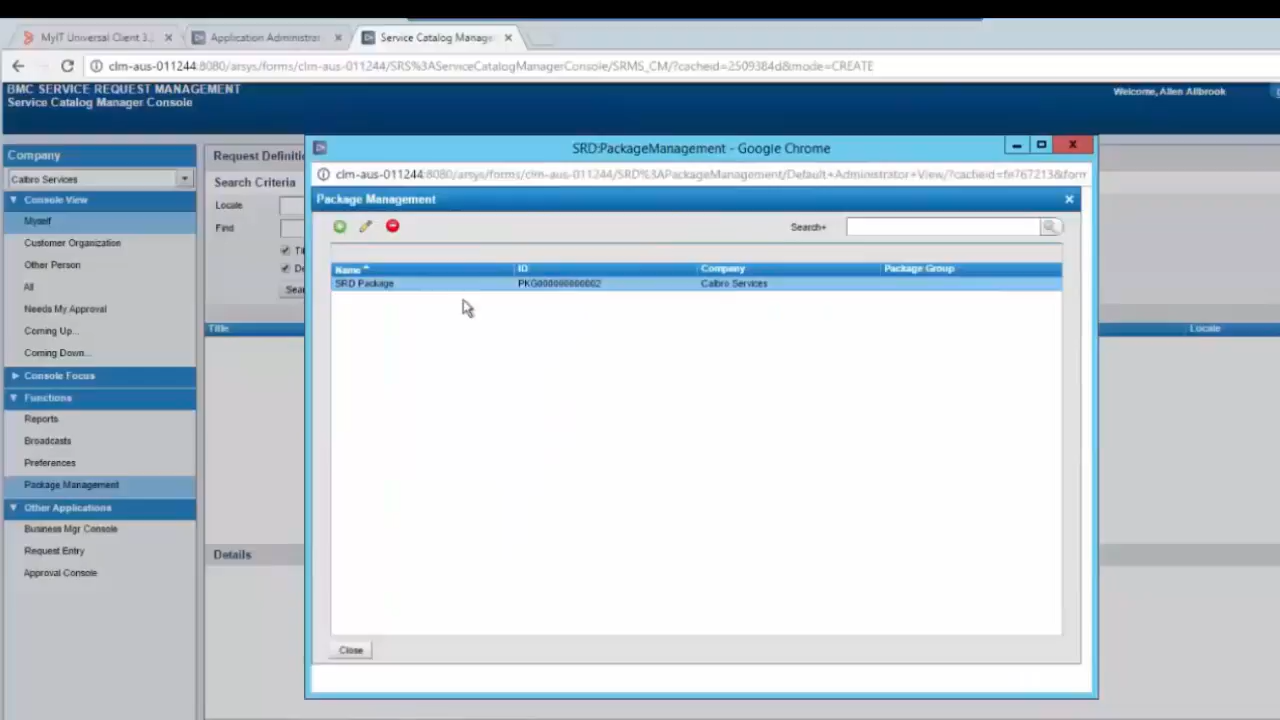 MyIT Universal Client 3...
Application Administrat
Service Catalog Manage
clm-aus-011244:8080/arsys/forms/clm-aus-011244/SRS%3AServiceCatalogManagerConsole/SRMS_CM/?cacheid=2509384d&mode=CREATE
BMC SERVICE REQUEST MANAGEMENT
Service Catalog Manager Console
Welcome, Allen Allbrook
Company
Calbro Services
Console View
Myself
Customer Organization
Other Person
All
Needs My Approval
Coming Up...
Coming Down...
Console Focus
Functions
Reports
Broadcasts
Preferences
Package Management
Other Applications
Business Mgr Console
Request Entry
Approval Console
Request Definitio
Search Criteria
Locale
Find
Sear
Title
Locale
Details
SRD:PackageManagement - Google Chrome
clm-aus-011244:8080/arsys/forms/clm-aus-011244/SRD%3APackageManagement/Default+Administrator+View/?cacheid=fe767213&form
Package Management
Search+
Name ID Company Package Group
SRD Package PKG000000000002 Calbro Services
Close